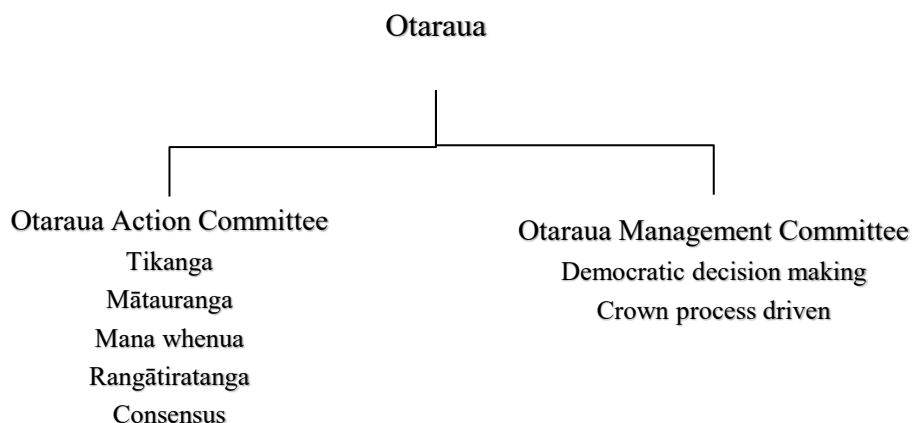 Otaraua
Otaraua Action Committee
Tikanga
Mātauranga
Mana whenua
Rangātiratanga
Consensus
Otaraua Management Committee
Democratic decision making
Crown process driven